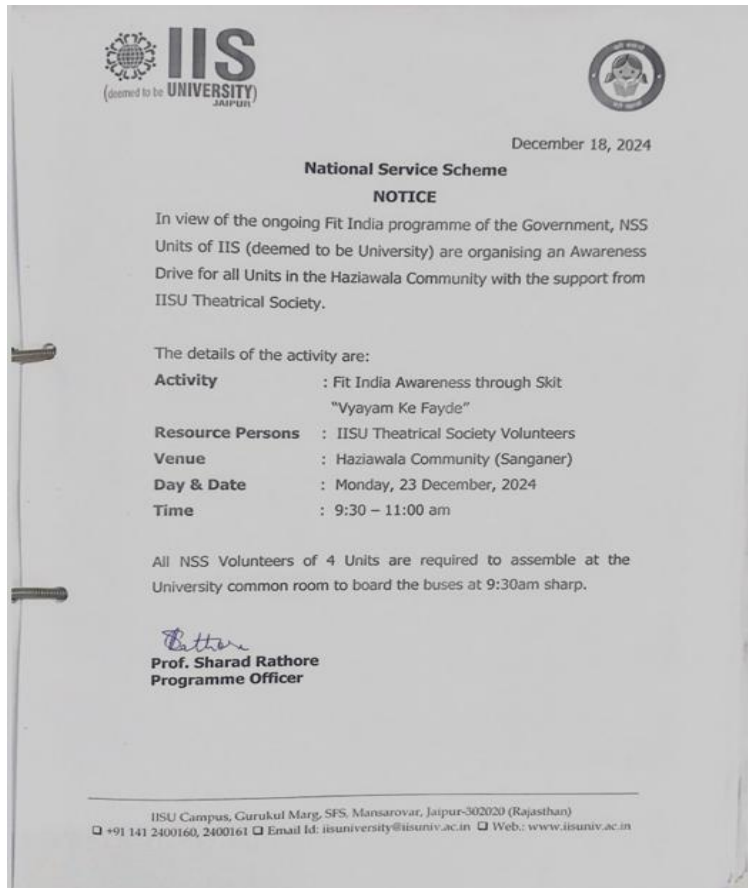 IIS
(deemed to be UNIVERSITY)
JAIPUR
December 18, 2024
National Service Scheme
NOTICE
In view of the ongoing Fit India programme of the Government, NSS
Units of IIS (deemed to be University) are organising an Awareness
Drive for all Units in the Haziawala Community with the support from
IISU Theatrical Society.
The details of the activity are:
Activity : Fit India Awareness through Skit
"Vyayam Ke Fayde"
Resource Persons : IISU Theatrical Society Volunteers
Venue : Haziawala Community (Sanganer)
Day & Date : Monday, 23 December, 2024
Time : 9:30 – 11:00 am
All NSS Volunteers of 4 Units are required to assemble at the
University common room to board the buses at 9:30am sharp.
Rathore
Prof. Sharad Rathore
Programme Officer
IISU Campus, Gurukul Marg, SFS, Mansarovar, Jaipur-302020 (Rajasthan)
❑ +91 141 2400160, 2400161 ❑ Email Id: iisuniversity@iisuniv.ac.in ❑ Web.: www.iisuniv.ac.in